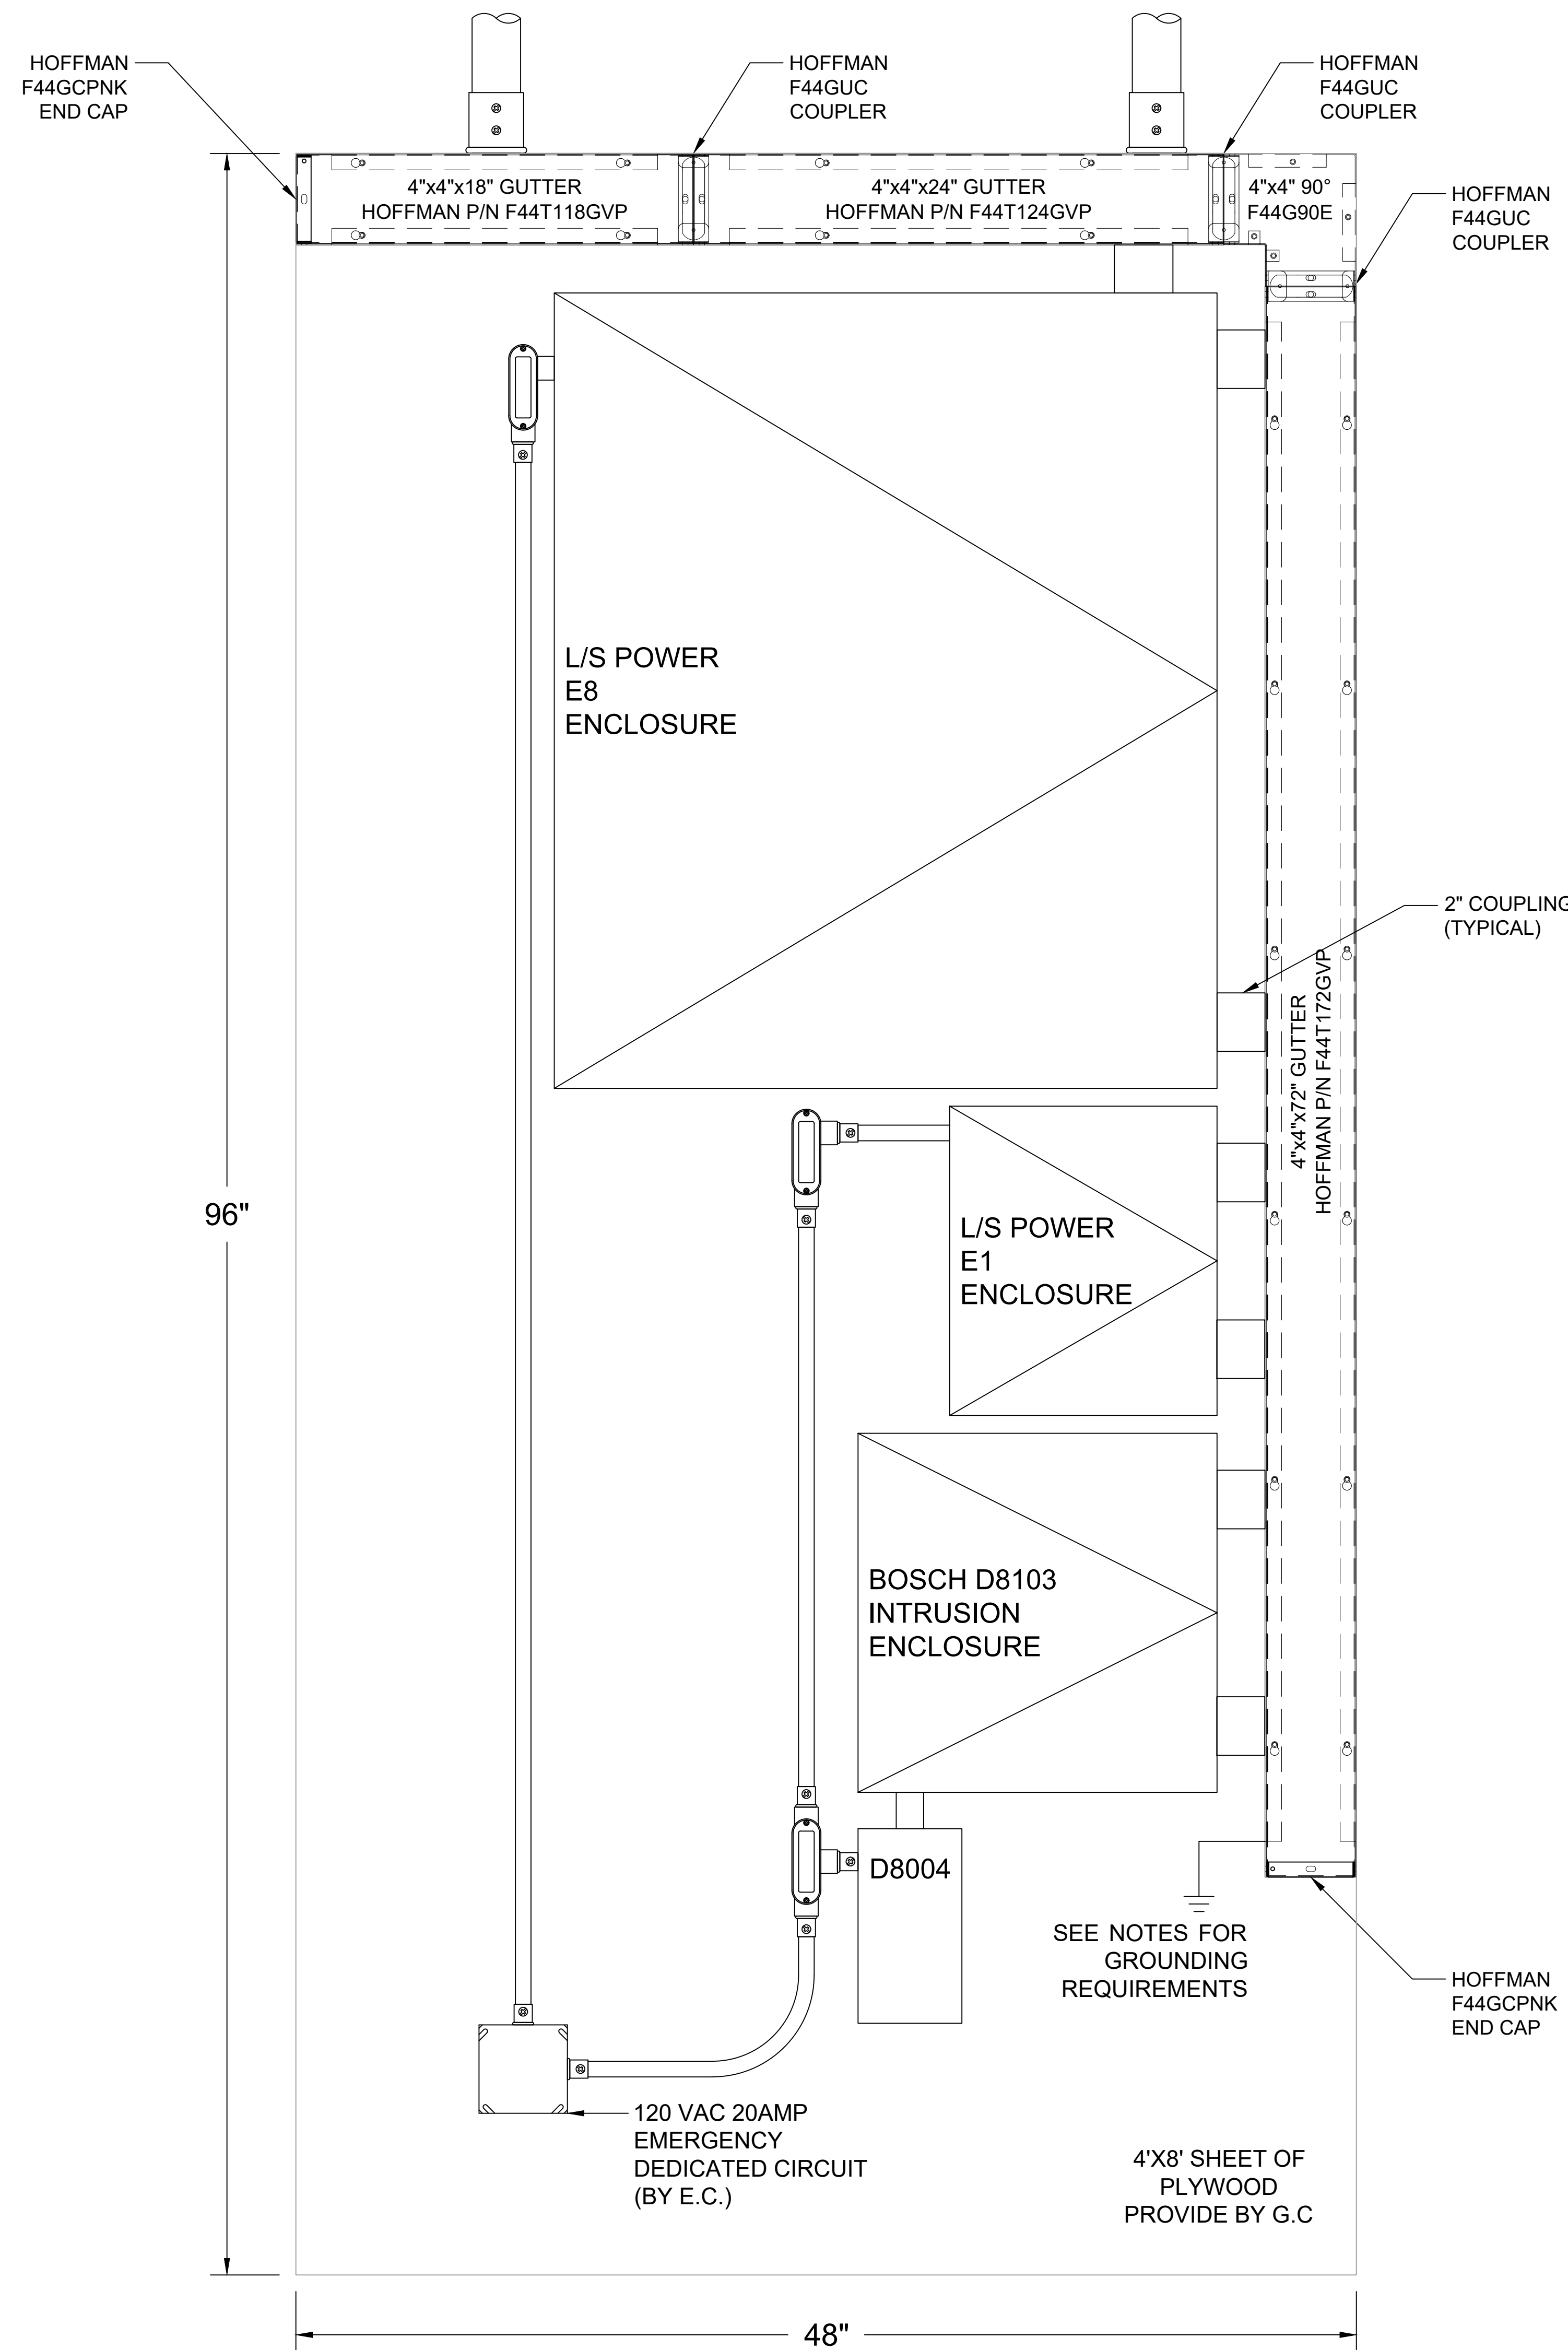 HOFFMAN
F44GCPNK
END CAP
HOFFMAN
F44GUC
COUPLER
HOFFMAN
F44GUC
COUPLER
4"x4"x18" GUTTER
HOFFMAN P/N F44T118GVP
4"x4"x24" GUTTER
HOFFMAN P/N F44T124GVP
4"x4" 90°
F44G90E
HOFFMAN
F44GUC
COUPLER
L/S POWER
E8
ENCLOSURE
2" COUPLING
(TYPICAL)
4"x4"x72" GUTTER
HOFFMAN P/N F44T172GVP
96"
L/S POWER
E1
ENCLOSURE
BOSCH D8103
INTRUSION
ENCLOSURE
D8004
SEE NOTES FOR
GROUNDING
REQUIREMENTS
HOFFMAN
F44GCPNK
END CAP
120 VAC 20AMP
EMERGENCY
DEDICATED CIRCUIT
(BY E.C.)
4'X8' SHEET OF
PLYWOOD
PROVIDE BY G.C
48"